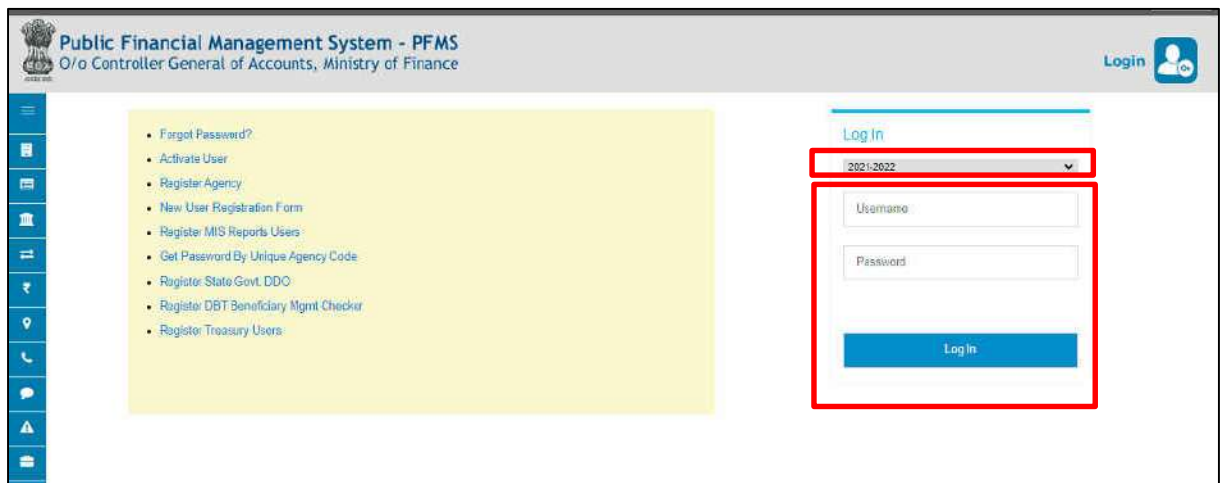 Public Financial Management System - PFMS
O/o Controller General of Accounts, Ministry of Finance
Login
Forgot Password?
Activate User
Register Agency
New User Registration Form
Register MIS Reports Users
Get Password By Unique Agency Code
Register State Govt. DDO
Register DBT Beneficiary Mgmt Checker
Register Treasury Users
Log In
2021-2022
Username
Password
Log In